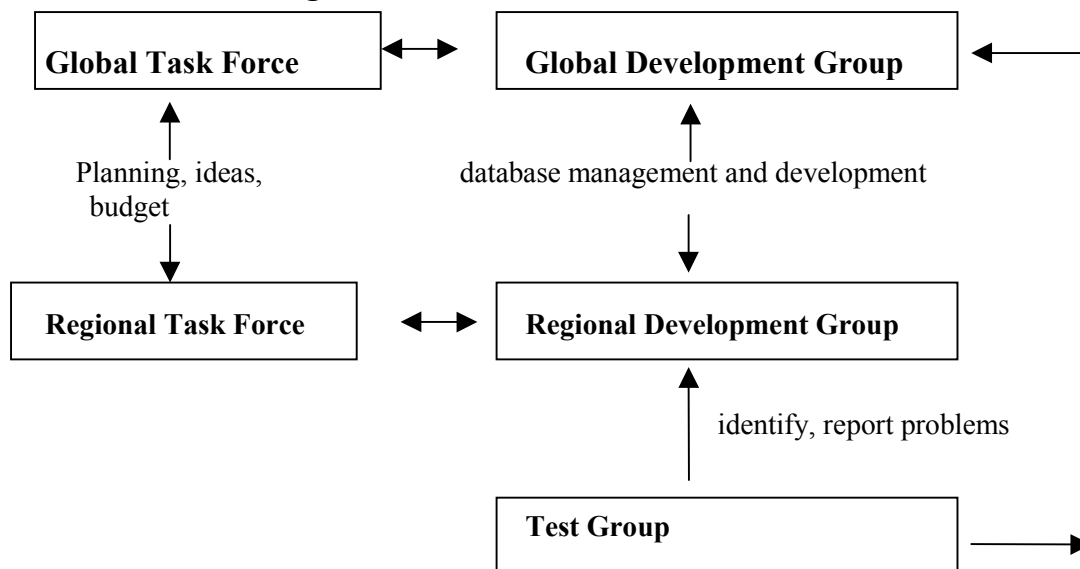 Global Task Force
Global Development Group
Planning, ideas,
budget
database management and development
Regional Task Force
Regional Development Group
identify, report problems
Test Group